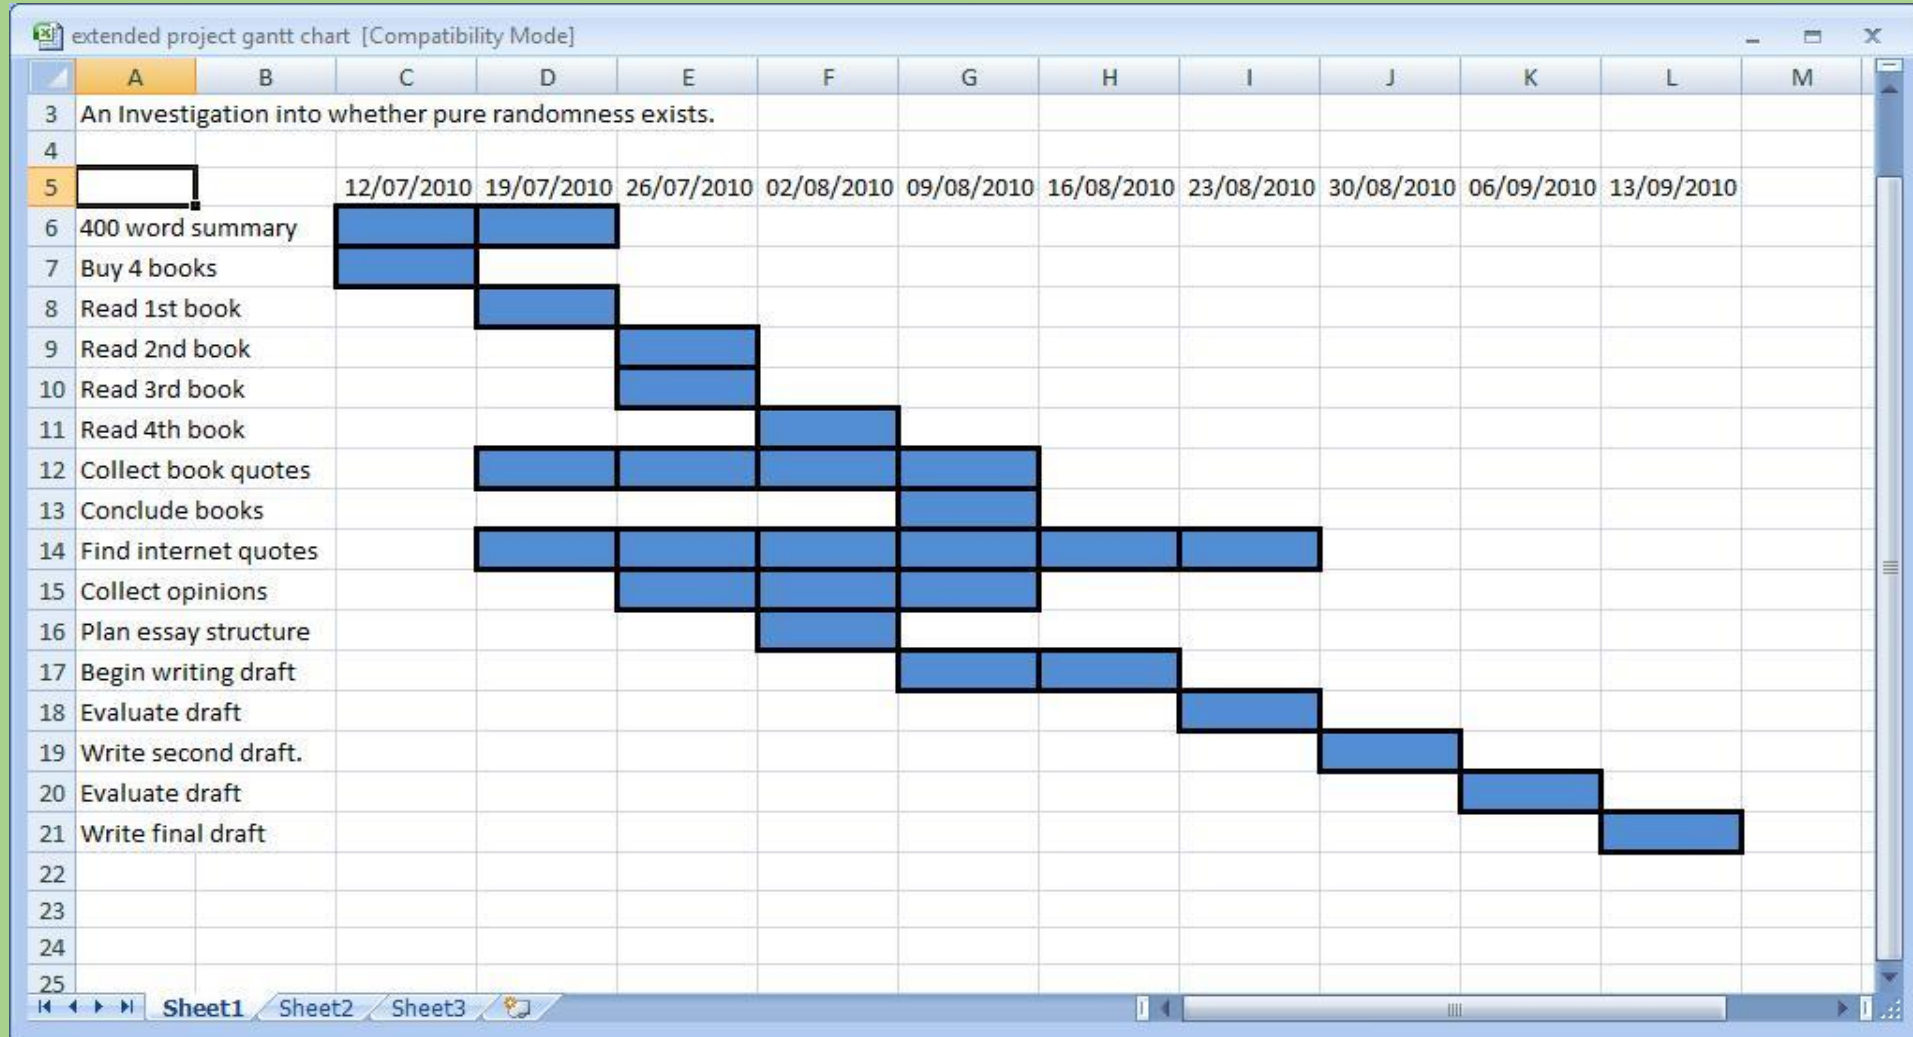 extended project gantt chart [Compatibility Mode]
A B C D E F G H I J K L M
3 An Investigation into whether pure randomness exists.
4
5 12/07/2010 19/07/2010 26/07/2010 02/08/2010 09/08/2010 16/08/2010 23/08/2010 30/08/2010 06/09/2010 13/09/2010
6 400 word summary
7 Buy 4 books
8 Read 1st book
9 Read 2nd book
10 Read 3rd book
11 Read 4th book
12 Collect book quotes
13 Conclude books
14 Find internet quotes
15 Collect opinions
16 Plan essay structure
17 Begin writing draft
18 Evaluate draft
19 Write second draft.
20 Evaluate draft
21 Write final draft
22
23
24
25
Sheet1 Sheet2 Sheet3